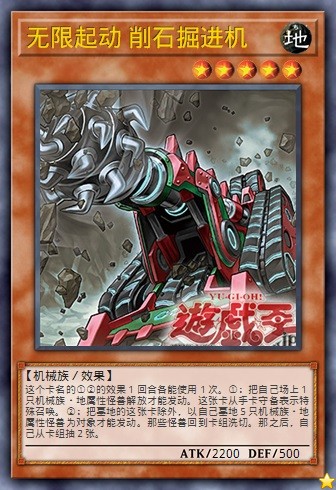 无限起动 削石掘进机
地
YU-GI-OH!
遊戯王
【机械族／效果】
这个卡名的①②的效果1回合各能使用1次。①：把自己场上1
只机械族·地属性怪兽解放才能发动。这张卡从手卡守备表示特
殊召唤。②：把墓地的这张卡除外，以自己墓地5只机械族·地
属性怪兽为对象才能发动。那些怪兽回到卡组洗切。那之后，自
己从卡组抽2张。
ATK/2200 DEF/500